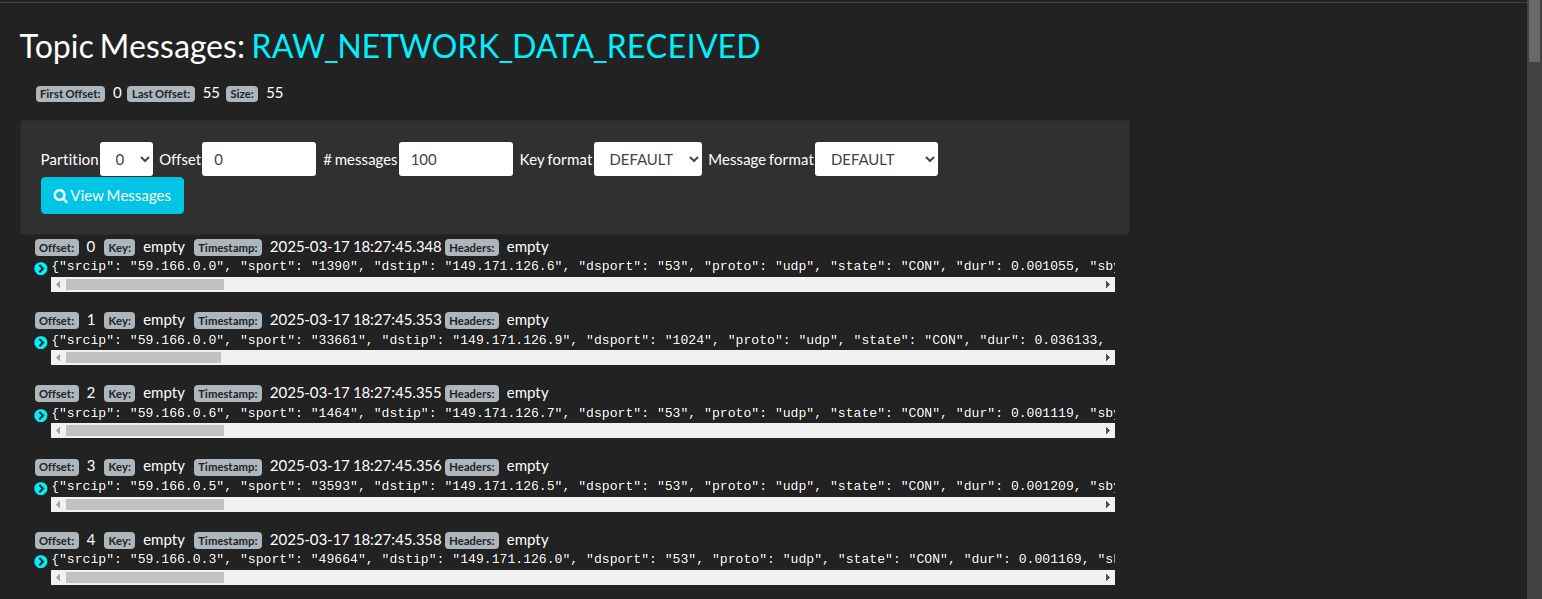 Topic Messages: RAW_NETWORK_DATA_RECEIVED
First Offset: 0 Last Offset: 55 Size: 55
Partition 0 Offset 0 # messages 100 Key format DEFAULT Message format DEFAULT
View Messages
Offset: 0 Key: empty Timestamp: 2025-03-17 18:27:45.348 Headers: empty
{"srcip": "59.166.0.0", "sport": "1390", "dstip": "149.171.126.6", "dsport": "53", "proto": "udp", "state": "CON", "dur": 0.001055, "sby
Offset: 1 Key: empty Timestamp: 2025-03-17 18:27:45.353 Headers: empty
{"srcip": "59.166.0.0", "sport": "33661", "dstip": "149.171.126.9", "dsport": "1024", "proto": "udp", "state": "CON", "dur": 0.036133,
Offset: 2 Key: empty Timestamp: 2025-03-17 18:27:45.355 Headers: empty
{"srcip": "59.166.0.6", "sport": "1464", "dstip": "149.171.126.7", "dsport": "53", "proto": "udp", "state": "CON", "dur": 0.001119, "sby
Offset: 3 Key: empty Timestamp: 2025-03-17 18:27:45.356 Headers: empty
{"srcip": "59.166.0.5", "sport": "3593", "dstip": "149.171.126.5", "dsport": "53", "proto": "udp", "state": "CON", "dur": 0.001209, "sby
Offset: 4 Key: empty Timestamp: 2025-03-17 18:27:45.358 Headers: empty
{"srcip": "59.166.0.3", "sport": "49664", "dstip": "149.171.126.0", "dsport": "53", "proto": "udp", "state": "CON", "dur": 0.001169, "sb